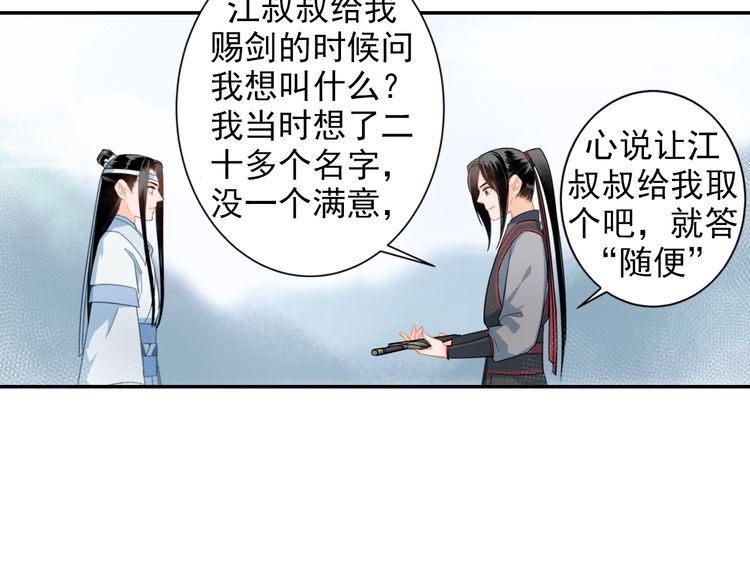 江叔叔给我
赐剑的时候问
我想叫什么？
我当时想了二
十多个名字，
没一个满意，
心说让江
叔叔给我取
个吧，就答
“随便”